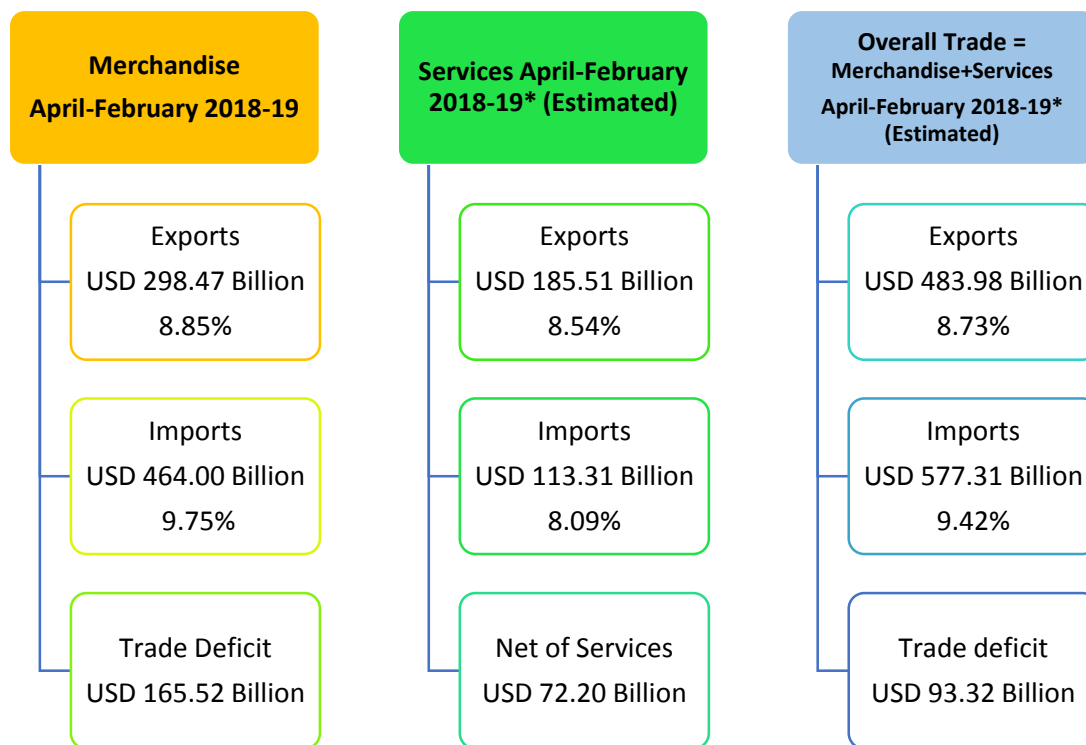 Merchandise
April-February 2018-19
Exports
USD 298.47 Billion
8.85%
Imports
USD 464.00 Billion
9.75%
Trade Deficit
USD 165.52 Billion
Services April-February
2018-19* (Estimated)
Exports
USD 185.51 Billion
8.54%
Imports
USD 113.31 Billion
8.09%
Net of Services
USD 72.20 Billion
Overall Trade =
Merchandise+Services
April-February 2018-19*
(Estimated)
Exports
USD 483.98 Billion
8.73%
Imports
USD 577.31 Billion
9.42%
Trade deficit
USD 93.32 Billion